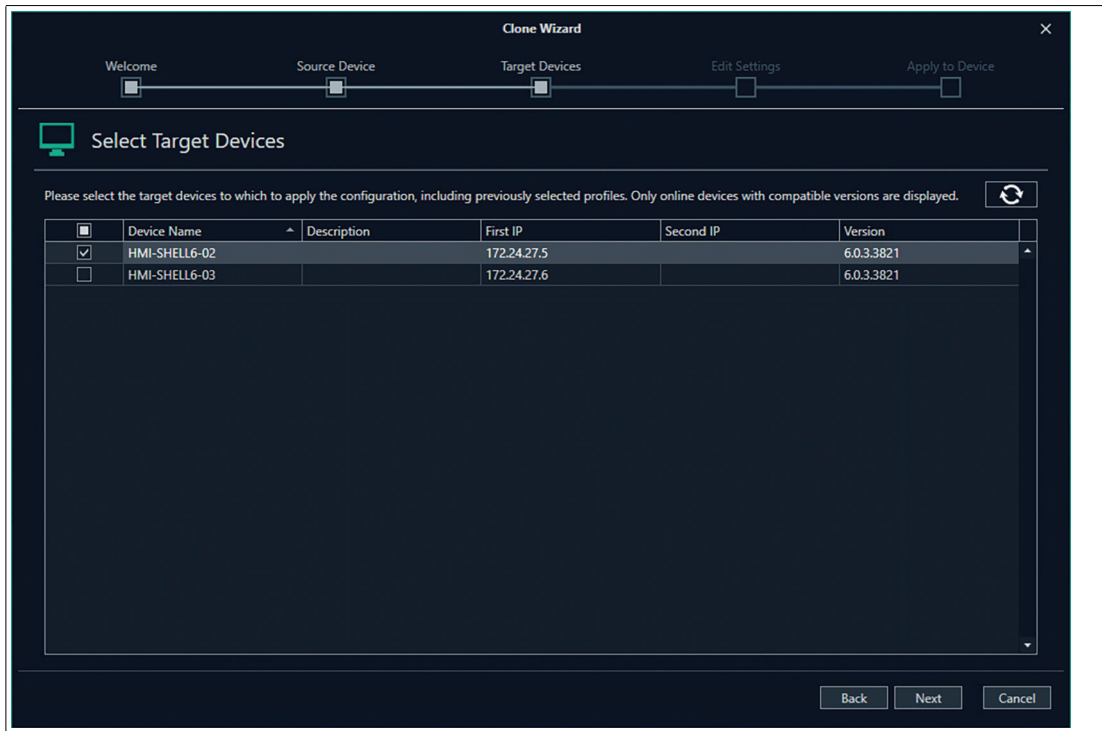 Clone Wizard
Welcome Source Device Target Devices Edit Settings Apply to Device
Select Target Devices
Please select the target devices to which to apply the configuration, including previously selected profiles. Only online devices with compatible versions are displayed.
Device Name Description First IP Second IP Version
HMI-SHELL6-02 172.24.27.5 6.0.3.3821
HMI-SHELL6-03 172.24.27.6 6.0.3.3821
Back Next Cancel